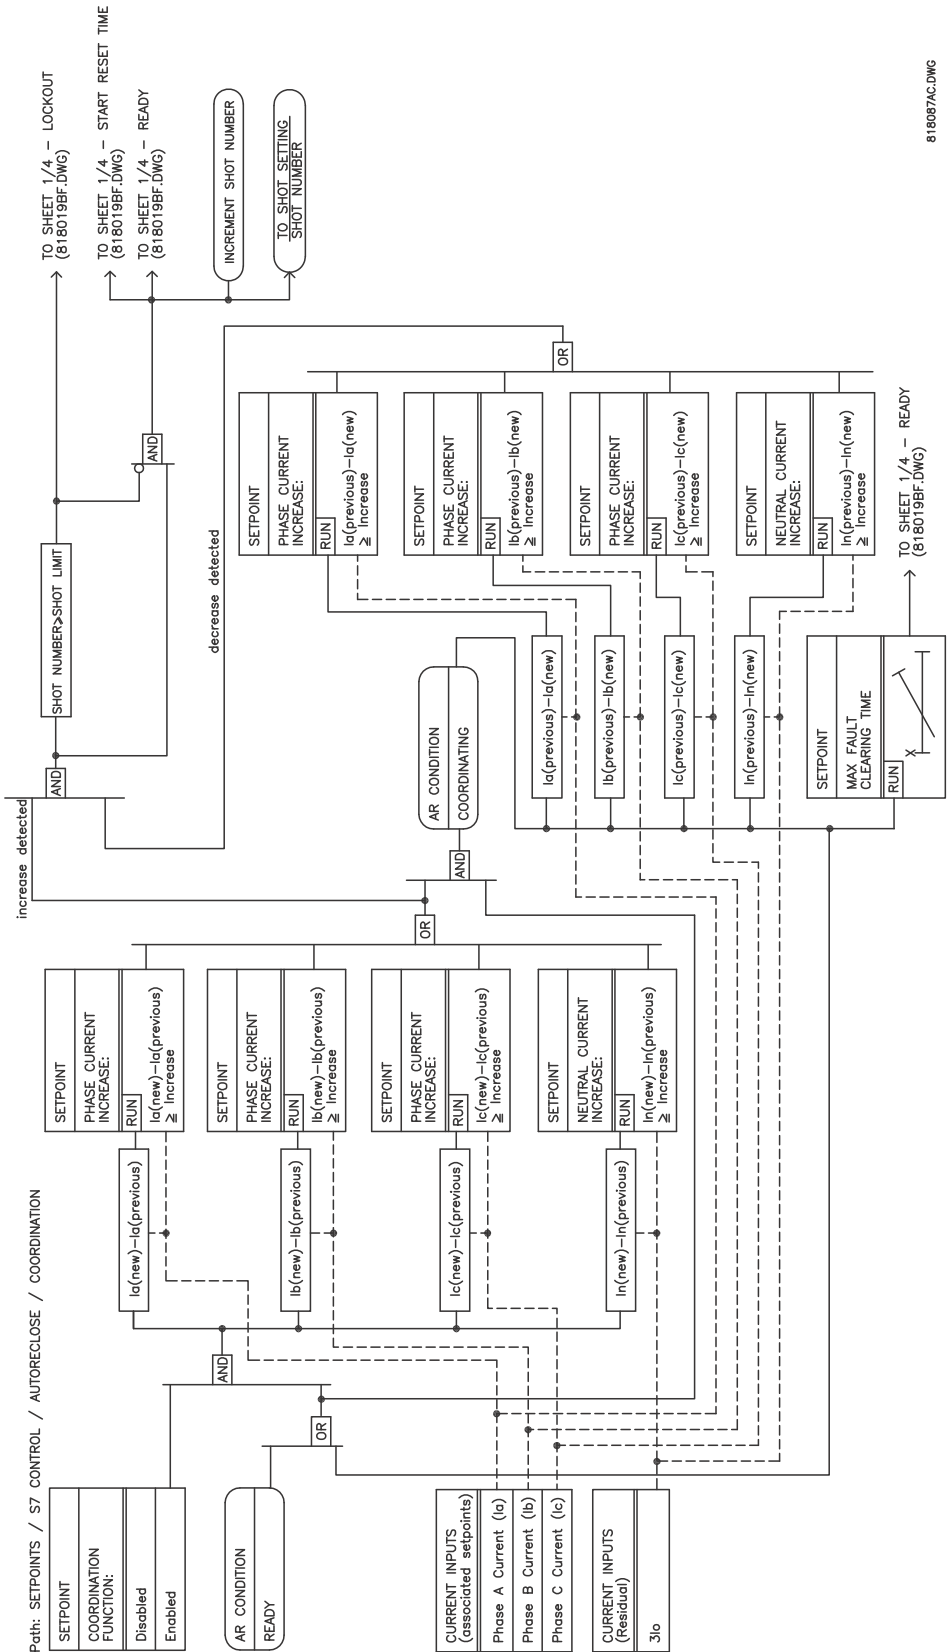 Path: SETPOINTS / S7 CONTROL / AUTORECLOSE / COORDINATION
SETPOINT
COORDINATION
FUNCTION:
Disabled
Enabled
AR CONDITION
READY
CURRENT INPUTS
(associated setpoints)
Phase A Current (Ia)
Phase B Current (Ib)
Phase C Current (Ic)
CURRENT INPUTS
(Residual)
3Io
OR
AND
Ia(new)−Ia(previous)
Ib(new)−Ib(previous)
Ic(new)−Ic(previous)
In(new)−In(previous)
SETPOINT
PHASE CURRENT
INCREASE:
RUN
Ia(new)−Ia(previous)
≥ Increase
SETPOINT
PHASE CURRENT
INCREASE:
RUN
Ib(new)−Ib(previous)
≥ Increase
SETPOINT
PHASE CURRENT
INCREASE:
RUN
Ic(new)−Ic(previous)
≥ Increase
SETPOINT
NEUTRAL CURRENT
INCREASE:
RUN
In(new)−In(previous)
≥ Increase
OR
increase detected
AND
AND
AR CONDITION
COORDINATING
SHOT NUMBER≥SHOT LIMIT
decrease detected
Ia(previous)−Ia(new)
Ib(previous)−Ib(new)
Ic(previous)−Ic(new)
In(previous)−In(new)
SETPOINT
MAX FAULT
CLEARING TIME
RUN
X
SETPOINT
PHASE CURRENT
INCREASE:
RUN
Ia(previous)−Ia(new)
≥ Increase
SETPOINT
PHASE CURRENT
INCREASE:
RUN
Ib(previous)−Ib(new)
≥ Increase
SETPOINT
PHASE CURRENT
INCREASE:
RUN
Ic(previous)−Ic(new)
≥ Increase
SETPOINT
NEUTRAL CURRENT
INCREASE:
RUN
In(previous)−In(new)
≥ Increase
OR
AND
TO SHEET 1/4 − READY
(818019BF.DWG)
TO SHEET 1/4 − LOCKOUT
(818019BF.DWG)
TO SHEET 1/4 − START RESET TIME
(818019BF.DWG)
TO SHEET 1/4 − READY
(818019BF.DWG)
INCREMENT SHOT NUMBER
TO SHOT SETTING
SHOT NUMBER
818087AC.DWG